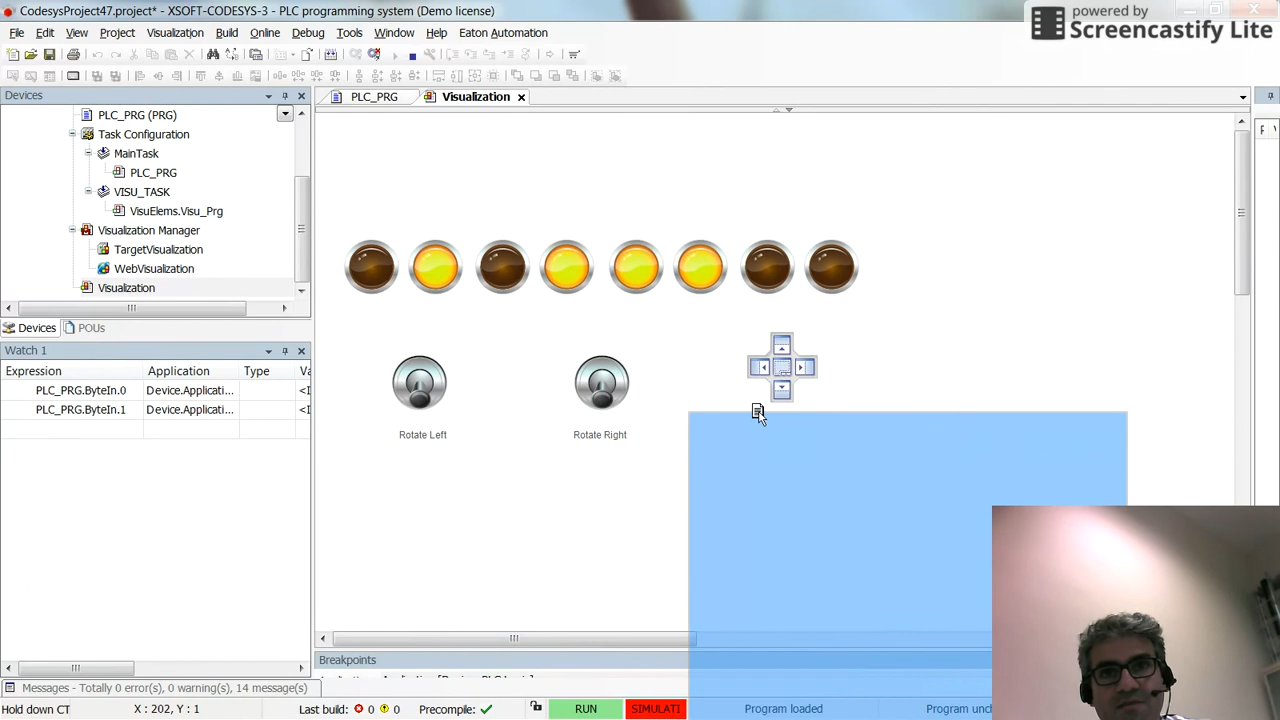 CodesysProject47.project* - XSOFT-CODESYS-3 - PLC programming system (Demo license)
powered by
Screencastify Lite
File Edit View Project Visualization Build Online Debug Tools Window Help Eaton Automation
Devices
PLC_PRG
Visualization
PLC_PRG (PRG)
Task Configuration
MainTask
PLC_PRG
VISU_TASK
VisuElems.Visu_Prg
Visualization Manager
TargetVisualization
WebVisualization
Visualization
Devices POUs
Watch 1
Expression Application Type
PLC_PRG.ByteIn.0 Device.Applicati...
PLC_PRG.ByteIn.1 Device.Applicati...
Rotate Left
Rotate Right
Breakpoints
Messages - Totally 0 error(s), 0 warning(s), 14 message(s)
Hold down CT X : 202, Y : 1 Last build: 0 0 Precompile: RUN SIMULATI Program loaded Program unch